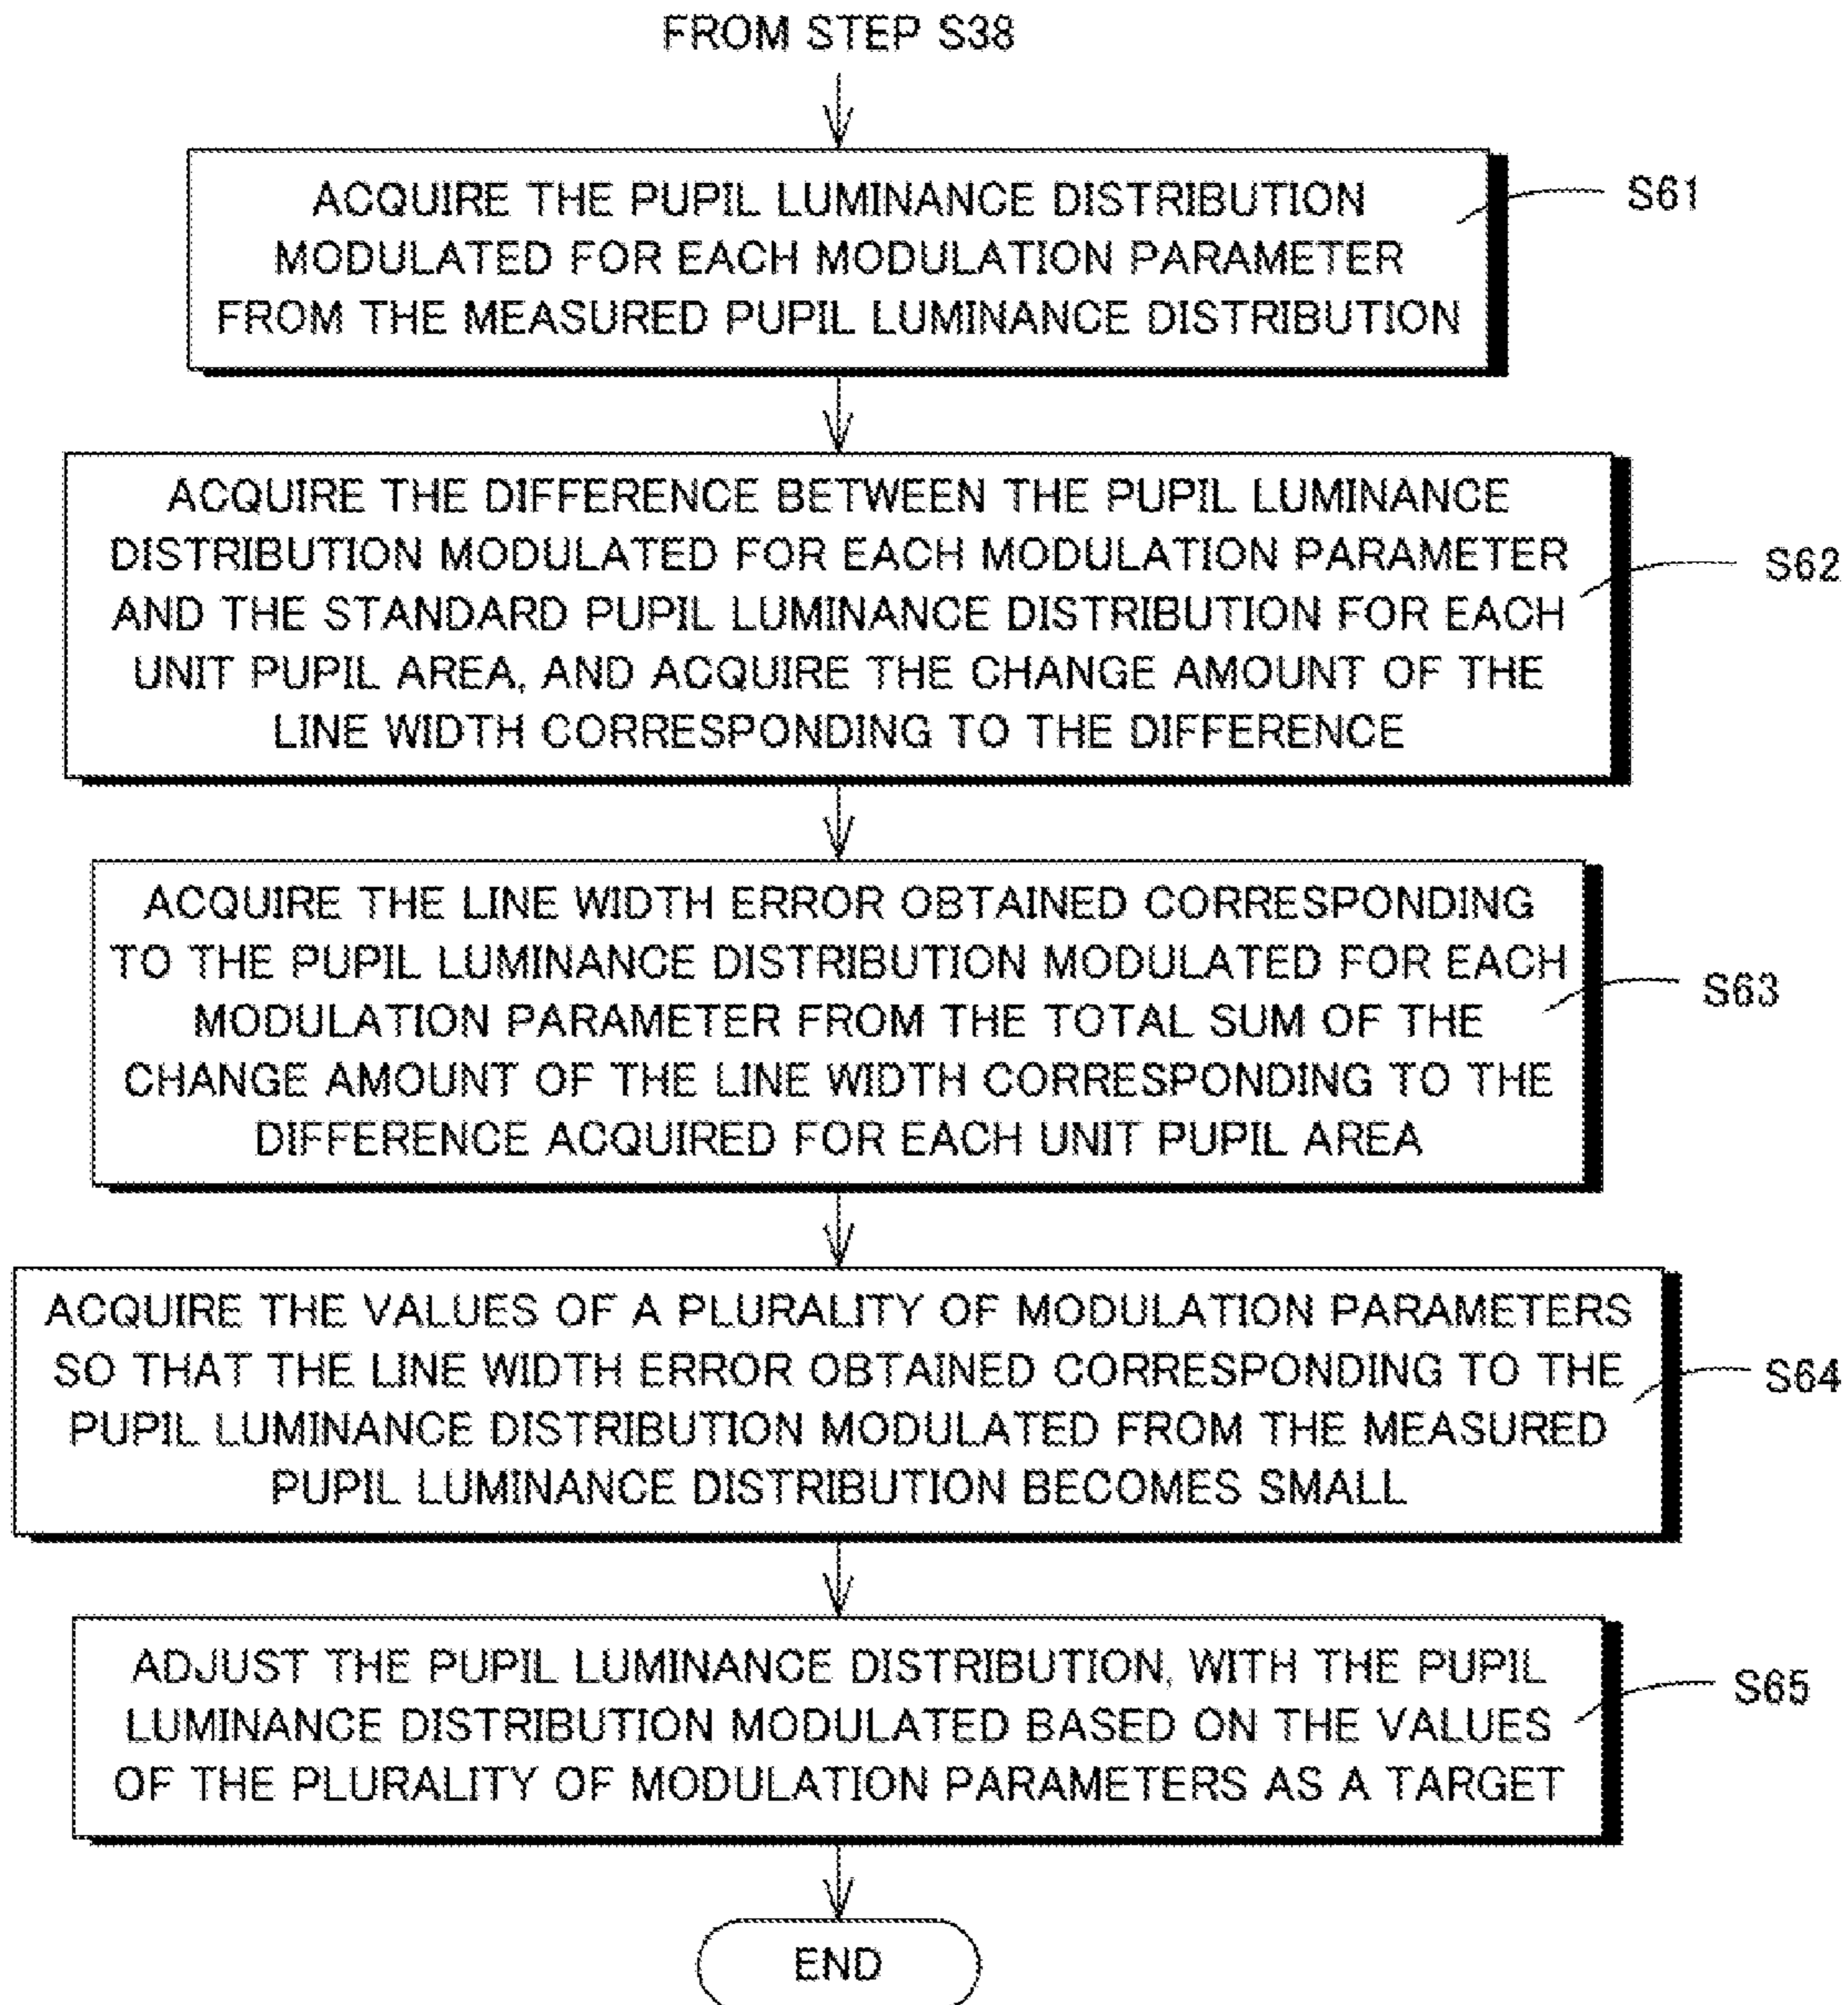 FROM STEP S38
ACQUIRE THE PUPIL LUMINANCE DISTRIBUTION
MODULATED FOR EACH MODULATION PARAMETER
FROM THE MEASURED PUPIL LUMINANCE DISTRIBUTION
S61
ACQUIRE THE DIFFERENCE BETWEEN THE PUPIL LUMINANCE
DISTRIBUTION MODULATED FOR EACH MODULATION PARAMETER
AND THE STANDARD PUPIL LUMINANCE DISTRIBUTION FOR EACH
UNIT PUPIL AREA, AND ACQUIRE THE CHANGE AMOUNT OF THE
LINE WIDTH CORRESPONDING TO THE DIFFERENCE
S62
ACQUIRE THE LINE WIDTH ERROR OBTAINED CORRESPONDING
TO THE PUPIL LUMINANCE DISTRIBUTION MODULATED FOR EACH
MODULATION PARAMETER FROM THE TOTAL SUM OF THE
CHANGE AMOUNT OF THE LINE WIDTH CORRESPONDING TO THE
DIFFERENCE ACQUIRED FOR EACH UNIT PUPIL AREA
S63
ACQUIRE THE VALUES OF A PLURALITY OF MODULATION PARAMETERS
SO THAT THE LINE WIDTH ERROR OBTAINED CORRESPONDING TO THE
PUPIL LUMINANCE DISTRIBUTION MODULATED FROM THE MEASURED
PUPIL LUMINANCE DISTRIBUTION BECOMES SMALL
S64
ADJUST THE PUPIL LUMINANCE DISTRIBUTION, WITH THE PUPIL
LUMINANCE DISTRIBUTION MODULATED BASED ON THE VALUES
OF THE PLURALITY OF MODULATION PARAMETERS AS A TARGET
S65
END